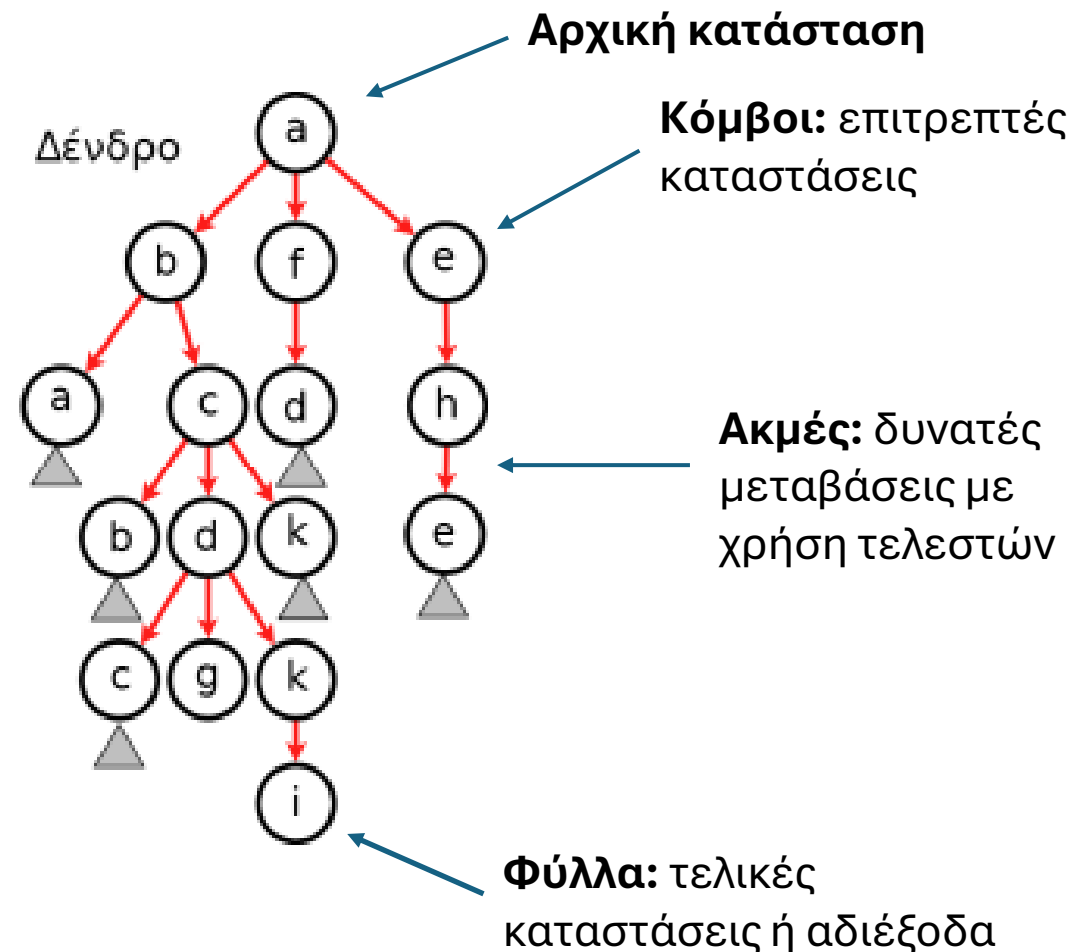 Αρχική κατάσταση
Κόμβοι: επιτρεπτές
καταστάσεις
Δένδρο
a
b
f
e
a
c
d
h
Ακμές: δυνατές
μεταβάσεις με
χρήση τελεστών
b
d
k
e
c
g
k
i
Φύλλα: τελικές
καταστάσεις ή αδιέξοδα